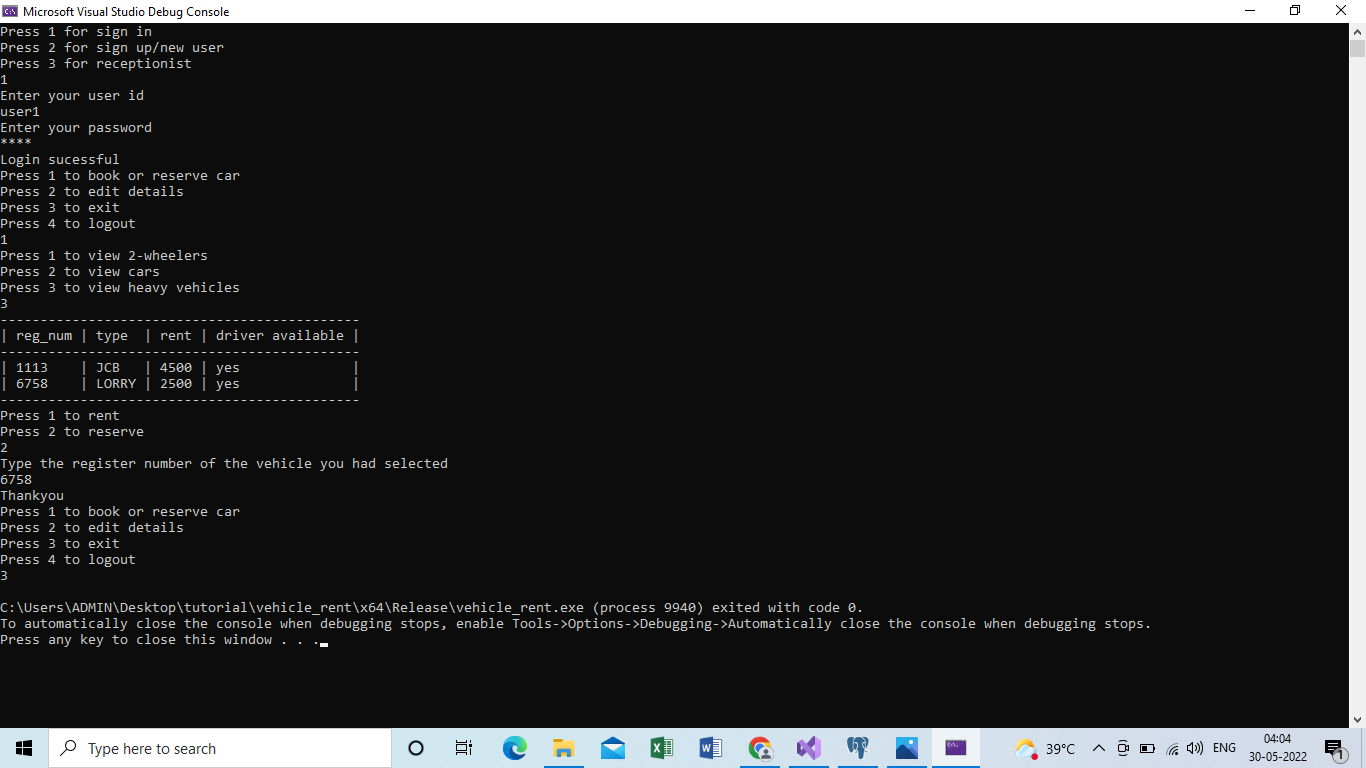 Microsoft Visual Studio Debug Console
Press 1 for sign in
Press 2 for sign up/new user
Press 3 for receptionist
1
Enter your user id
user1
Enter your password
****
Login sucessful
Press 1 to book or reserve car
Press 2 to edit details
Press 3 to exit
Press 4 to logout
1
Press 1 to view 2-wheelers
Press 2 to view cars
Press 3 to view heavy vehicles
3
---------------------------------------------
| reg_num | type  | rent | driver available |
---------------------------------------------
| 1113    | JCB   | 4500 | yes              |
| 6758    | LORRY | 2500 | yes              |
---------------------------------------------
Press 1 to rent
Press 2 to reserve
2
Type the register number of the vehicle you had selected
6758
Thankyou
Press 1 to book or reserve car
Press 2 to edit details
Press 3 to exit
Press 4 to logout
3
C:\Users\ADMIN\Desktop\tutorial\vehicle_rent\x64\Release\vehicle_rent.exe (process 9940) exited with code 0.
To automatically close the console when debugging stops, enable Tools->Options->Debugging->Automatically close the console when debugging stops.
Press any key to close this window . . .
Type here to search
39°C
ENG
04:04
30-05-2022
1